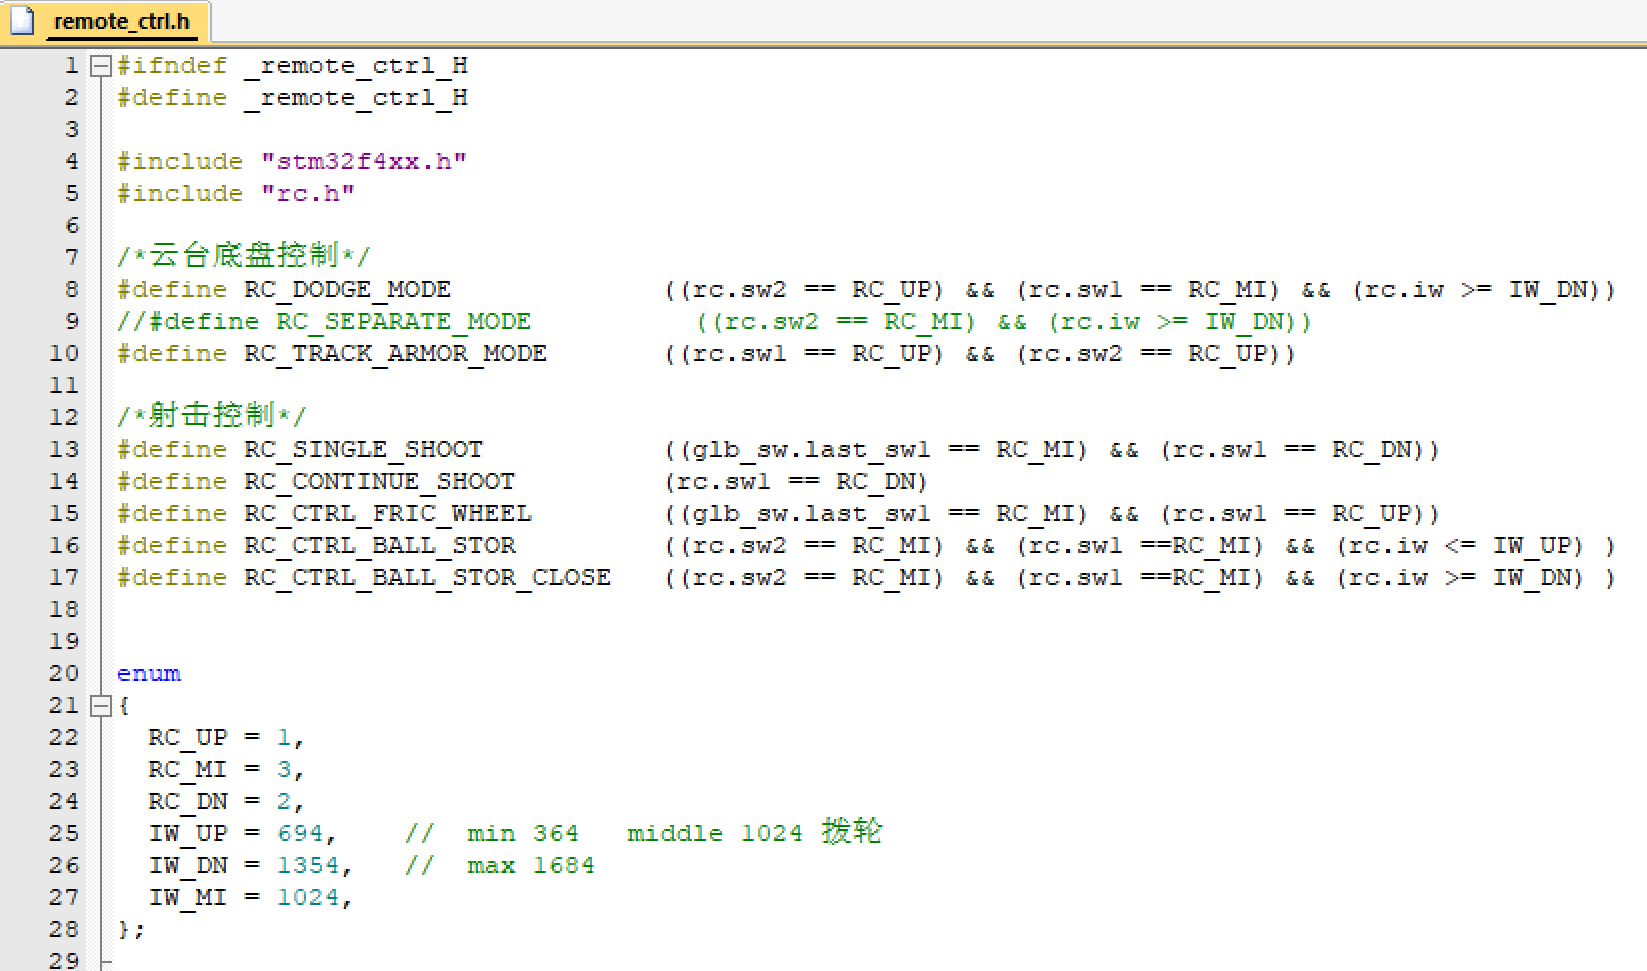 remote_ctrl.h
1 #ifndef _remote_ctrl_H
2 #define _remote_ctrl_H
3
4 #include "stm32f4xx.h"
5 #include "rc.h"
6
7 /*云台底盘控制*/
8 #define RC_DODGE_MODE ((rc.sw2 == RC_UP) && (rc.sw1 == RC_MI) && (rc.iw >= IW_DN))
9 //#define RC_SEPARATE_MODE ((rc.sw2 == RC_MI) && (rc.iw >= IW_DN))
10 #define RC_TRACK_ARMOR_MODE ((rc.sw1 == RC_UP) && (rc.sw2 == RC_UP))
11
12 /*射击控制*/
13 #define RC_SINGLE_SHOOT ((glb_sw.last_sw1 == RC_MI) && (rc.sw1 == RC_DN))
14 #define RC_CONTINUE_SHOOT (rc.sw1 == RC_DN)
15 #define RC_CTRL_FRIC_WHEEL ((glb_sw.last_sw1 == RC_MI) && (rc.sw1 == RC_UP))
16 #define RC_CTRL_BALL_STOR ((rc.sw2 == RC_MI) && (rc.sw1 ==RC_MI) && (rc.iw <= IW_UP) )
17 #define RC_CTRL_BALL_STOR_CLOSE ((rc.sw2 == RC_MI) && (rc.sw1 ==RC_MI) && (rc.iw >= IW_DN) )
18
19
20 enum
21 {
22 RC_UP = 1,
23 RC_MI = 3,
24 RC_DN = 2,
25 IW_UP = 694, // min 364 middle 1024 拨轮
26 IW_DN = 1354, // max 1684
27 IW_MI = 1024,
28 };
29